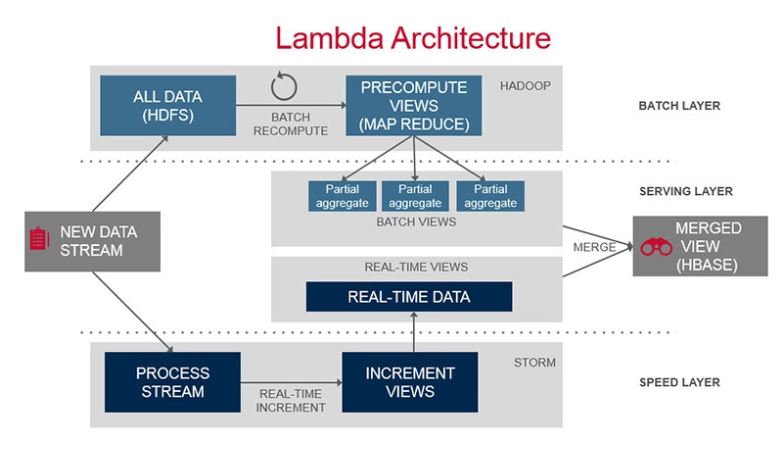 Lambda Architecture
HADOOP
ALL DATA
(HDFS)
BATCH
RECOMPUTE
PRECOMPUTE
VIEWS
(MAP REDUCE)
BATCH LAYER
Partial
aggregate
Partial
aggregate
Partial
aggregate
BATCH VIEWS
SERVING LAYER
NEW DATA
STREAM
MERGE
MERGED
VIEW
(HBASE)
REAL-TIME VIEWS
REAL-TIME DATA
STORM
PROCESS
STREAM
REAL-TIME
INCREMENT
INCREMENT
VIEWS
SPEED LAYER